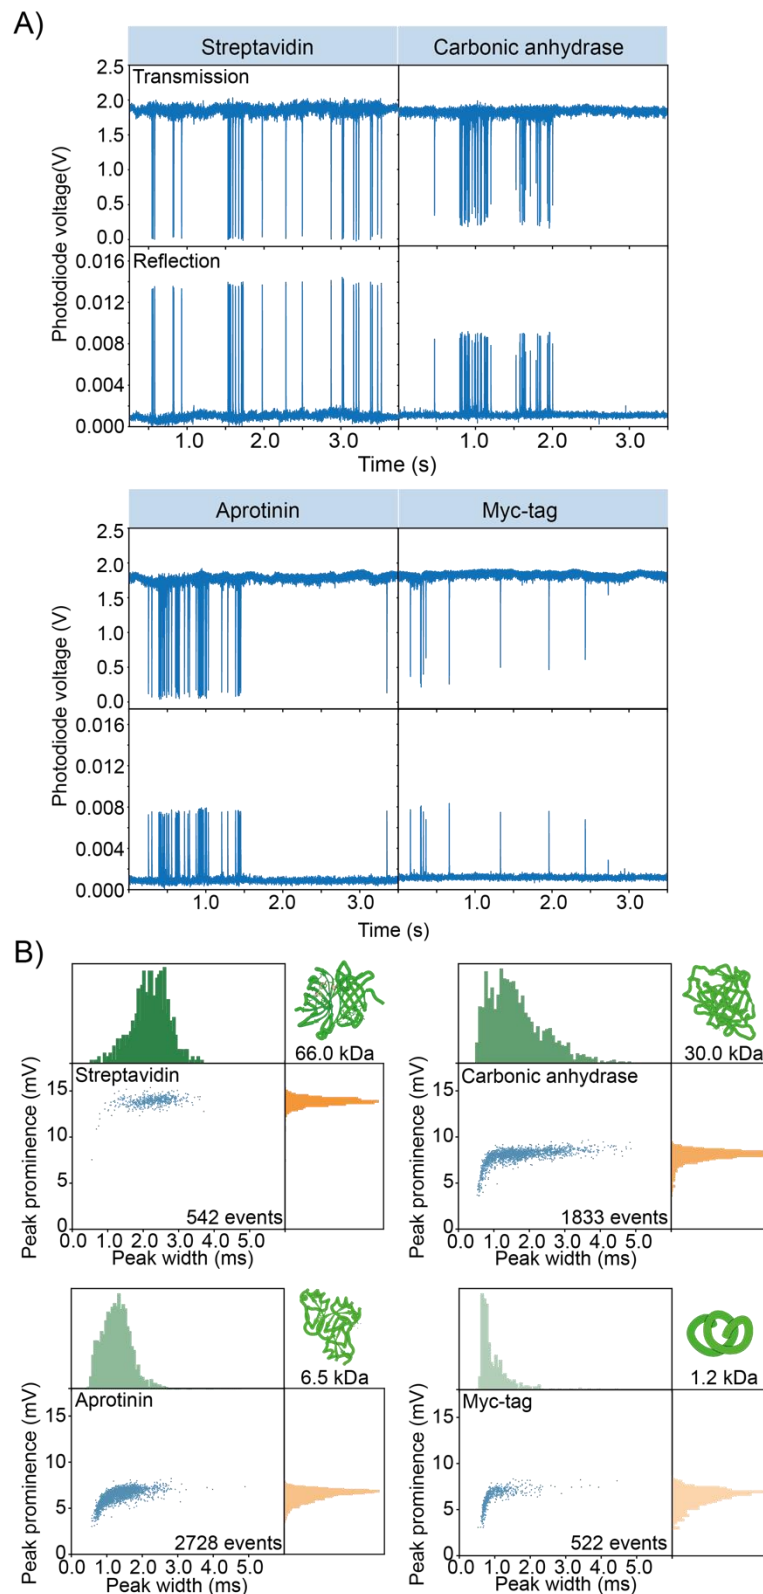 A)
Streptavidin Carbonic anhydrase
Transmission
Photodiode voltage(V)
2.5
2.0
1.5
1.0
0.5
0.0
Reflection
Photodiode voltage (V)
0.016
0.012
0.008
0.004
0.000
1.0 2.0 3.0 1.0 2.0 3.0
Time (s)
Aprotinin Myc-tag
Photodiode voltage (V)
2.5
2.0
1.5
1.0
0.5
0.0
Photodiode voltage (V)
0.016
0.012
0.008
0.004
0.000
1.0 2.0 3.0 1.0 2.0 3.0
Time (s)
B)
66.0 kDa
Streptavidin
Peak prominence (mV)
15
10
5
0
542 events
0.0 1.0 2.0 3.0 4.0 5.0
Peak width (ms)
30.0 kDa
Carbonic anhydrase
Peak prominence (mV)
15
10
5
0
1833 events
0.0 1.0 2.0 3.0 4.0 5.0
Peak width (ms)
6.5 kDa
Aprotinin
Peak prominence (mV)
15
10
5
0
2728 events
0.0 1.0 2.0 3.0 4.0 5.0
Peak width (ms)
1.2 kDa
Myc-tag
Peak prominence (mV)
15
10
5
0
522 events
0.0 1.0 2.0 3.0 4.0 5.0
Peak width (ms)